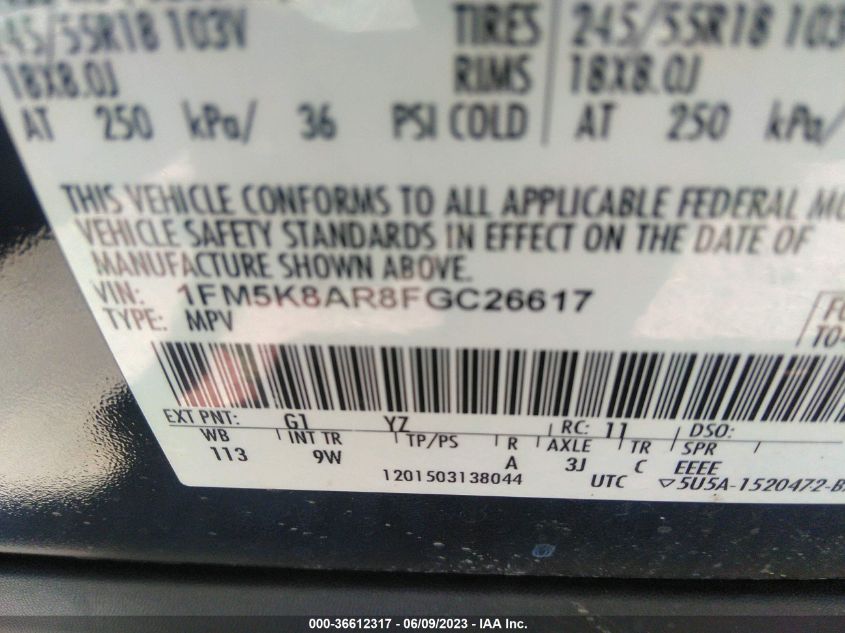 245/55R18 103V TIRES 245/55R18 103
18X8.0J RIMS 18X8.0J
AT 250 kPa/ 36 PSI COLD AT 250 kPa/
THIS VEHICLE CONFORMS TO ALL APPLICABLE FEDERAL MO
VEHICLE SAFETY STANDARDS IN EFFECT ON THE DATE OF
MANUFACTURE SHOWN ABOVE.
VIN: 1FM5K8AR8FGC26617
TYPE: MPV
FO
T04
EXT PNT: G1 YZ RC: 11 DSO:
WB INT TR TP/PS R AXLE TR SPR
113 9W A 3J C EEEE
1201503138044 UTC ▽5U5A-1520472-B
000-36612317 - 06/09/2023 - IAA Inc.